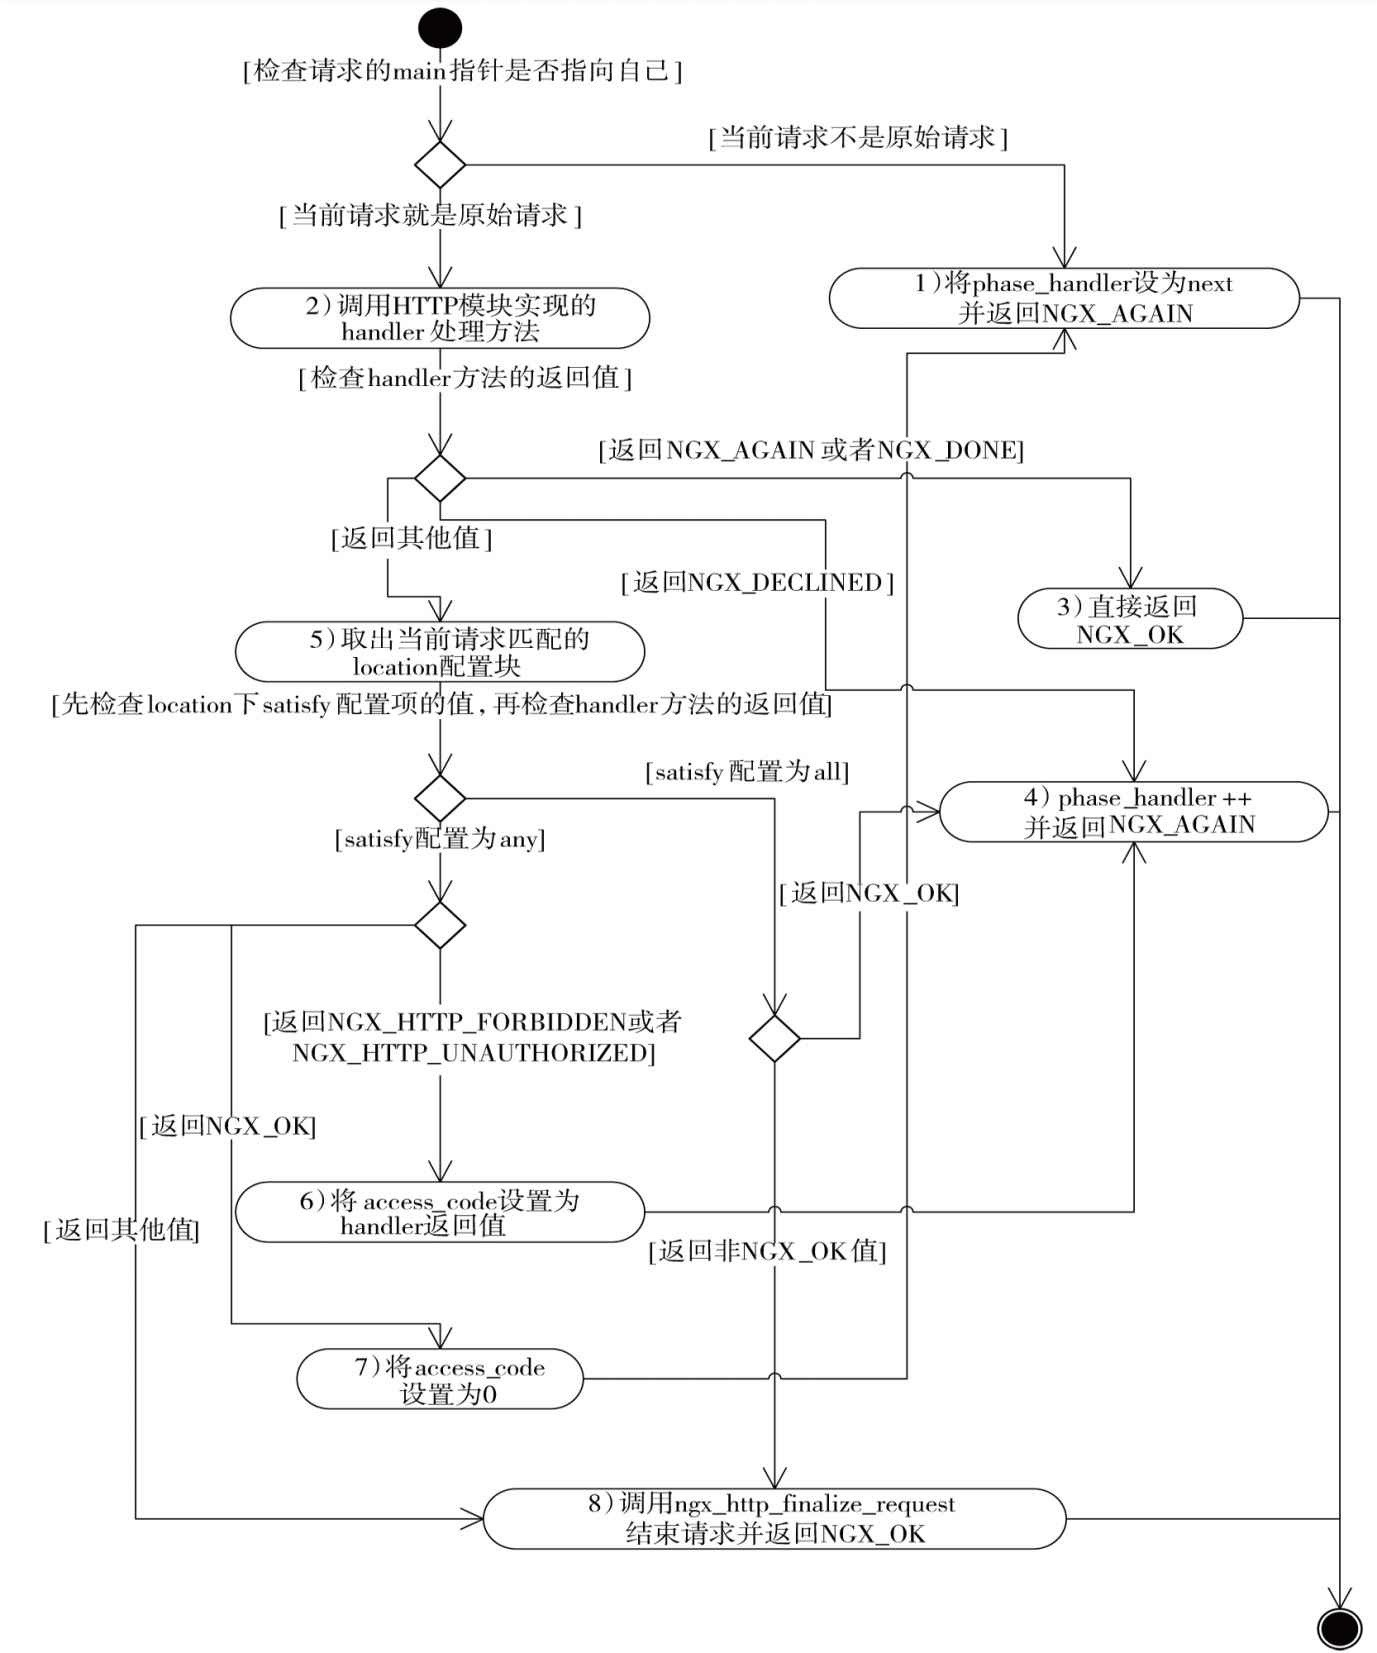 [检查请求的main指针是否指向自己]
[当前请求不是原始请求]
[当前请求就是原始请求]
1)将phase_handler设为next
并返回NGX_AGAIN
2)调用HTTP模块实现的
handler处理方法
[检查handler方法的返回值]
[返回NGX_AGAIN或者NGX_DONE]
[返回其他值]
[返回NGX_DECLINED]
3)直接返回
NGX_OK
5)取出当前请求匹配的
location配置块
[先检查location下satisfy配置项的值,再检查handler方法的返回值]
[satisfy配置为all]
4)phase_handler++
并返回NGX_AGAIN
[satisfy配置为any]
[返回NGX_OK]
[返回NGX_HTTP_FORBIDDEN或者
NGX_HTTP_UNAUTHORIZED]
[返回NGX_OK]
6)将access_code设置为
handler返回值
[返回其他值]
[返回非NGX_OK值]
7)将access_code
设置为0
8)调用ngx_http_finalize_request
结束请求并返回NGX_OK